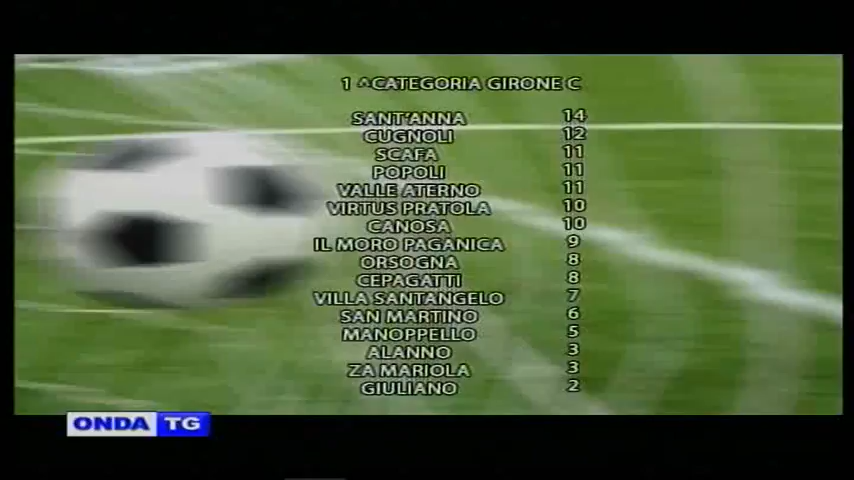 1 ^CATEGORIA GIRONE C
SANT'ANNA 14
CUGNOLI 12
SCAFA 11
POPOLI 11
VALLE ATERNO 11
VIRTUS PRATOLA 10
CANOSA 10
IL MORO PAGANICA 9
ORSOGNA 8
CEPAGATTI 8
VILLA SANTANGELO 7
SAN MARTINO 6
MANOPPELLO 5
ALANNO 3
ZA MARIOLA 3
GIULIANO 2
ONDA TG